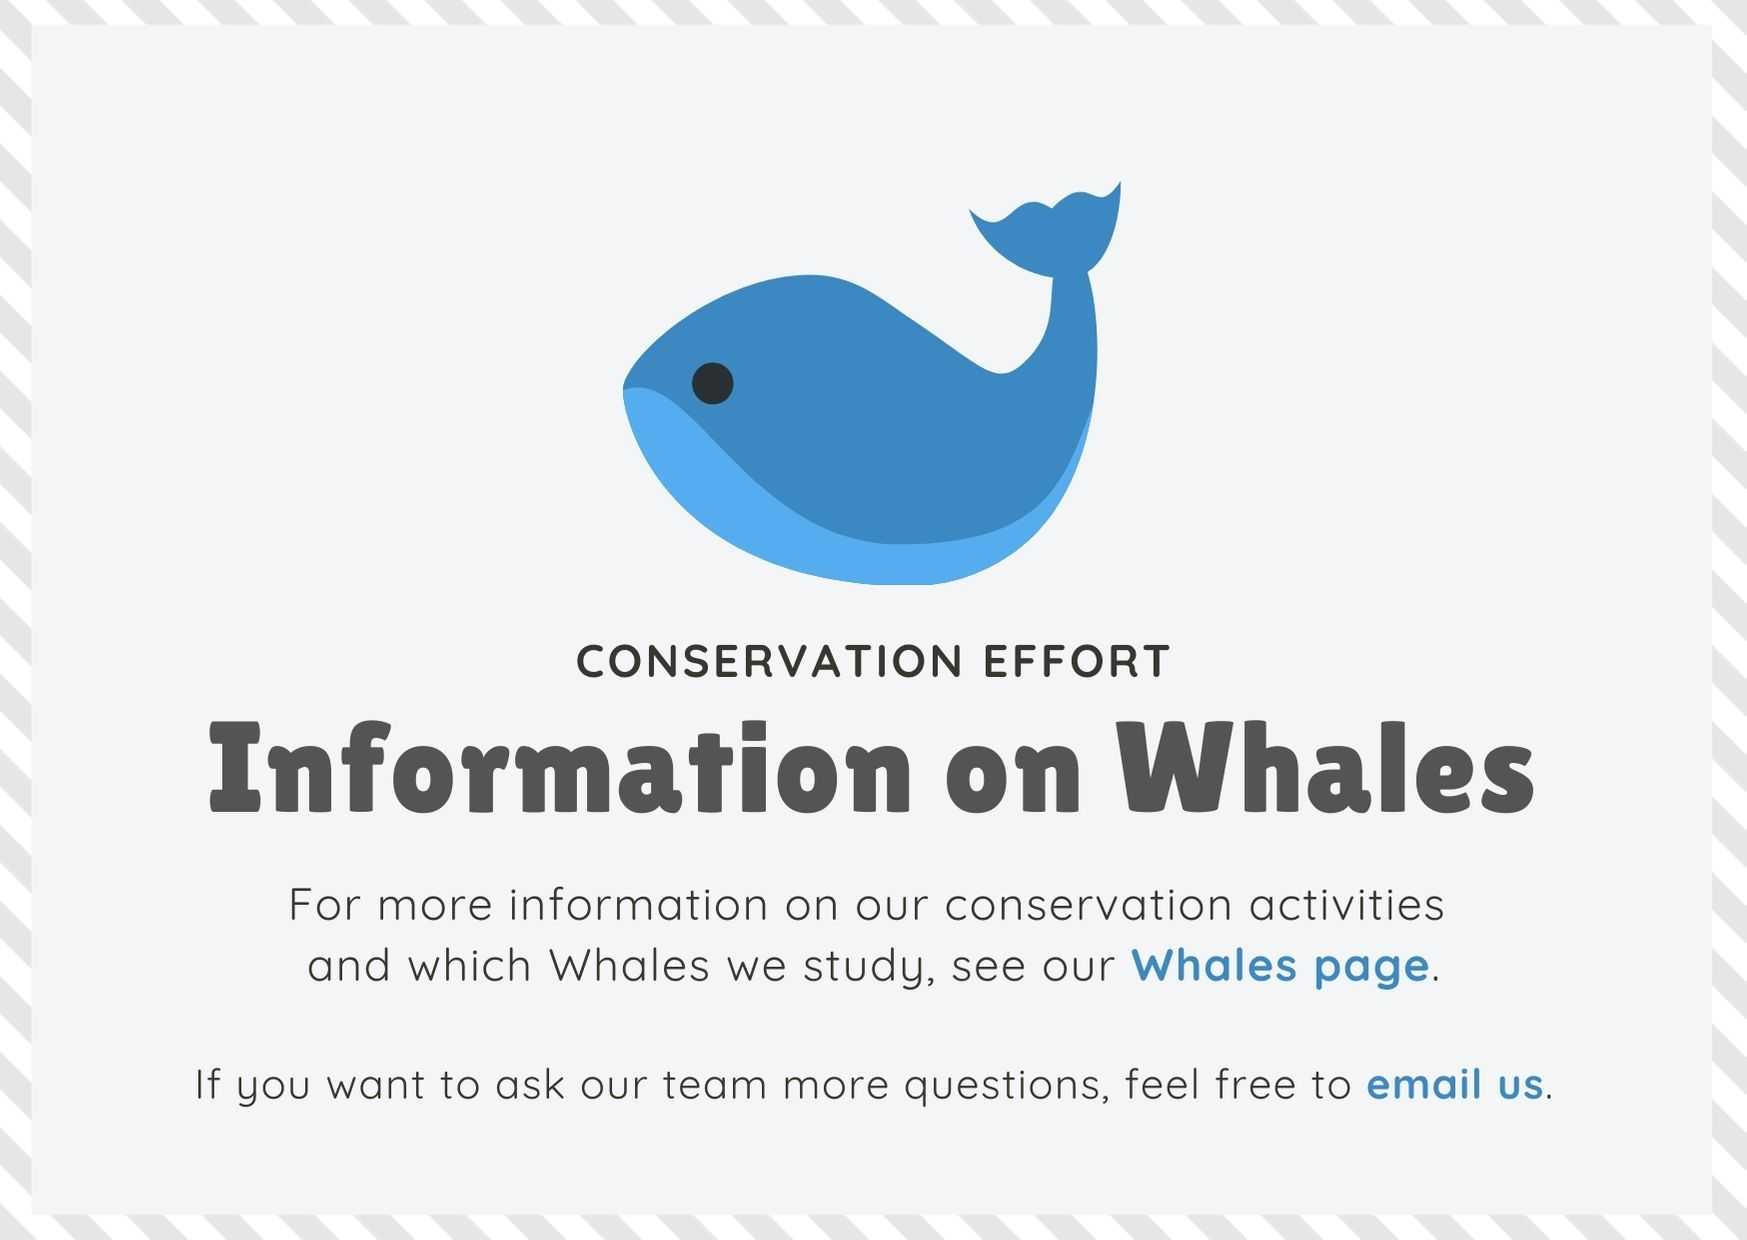 CONSERVATION EFFORT
Information on Whales
For more information on our conservation activities
and which Whales we study, see our Whales page.
If you want to ask our team more questions, feel free to email us.